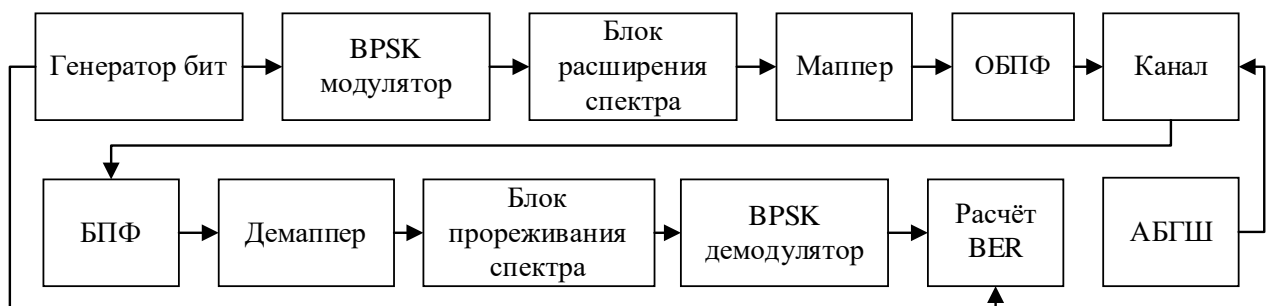 Генератор бит
BPSK
модулятор
Блок
расширения
спектра
Маппер
ОБПФ
Канал
БПФ
Демаппер
Блок
прореживания
спектра
BPSK
демодулятор
Расчёт
BER
АБГШ